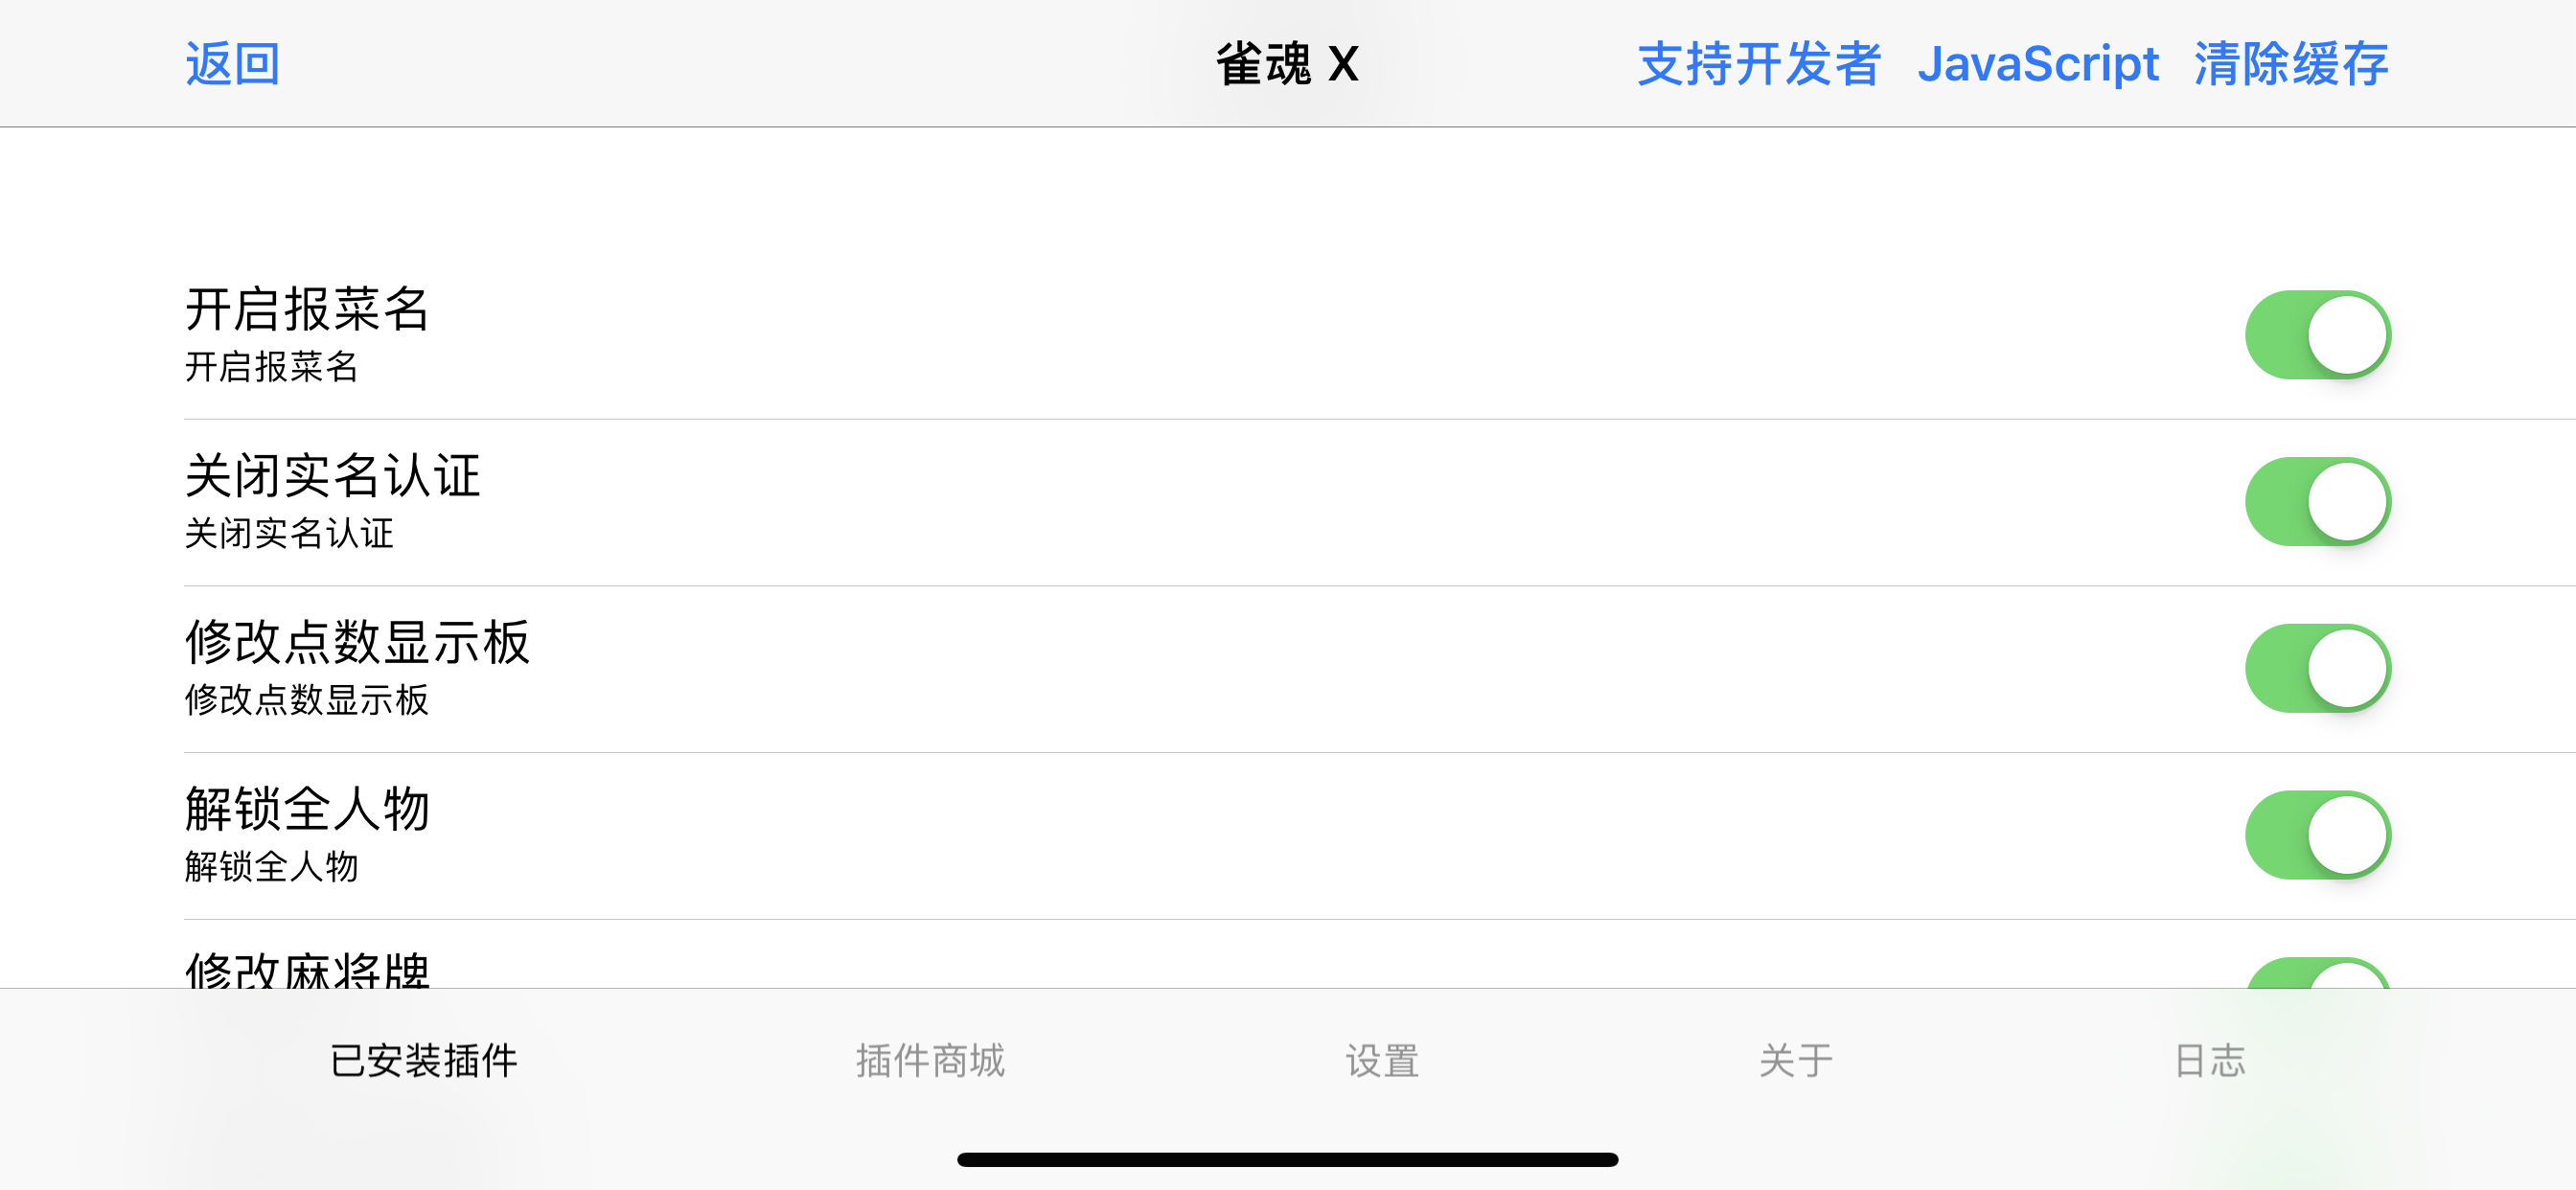 返回 雀魂 X 支持开发者 JavaScript 清除缓存
开启报菜名
开启报菜名
关闭实名认证
关闭实名认证
修改点数显示板
修改点数显示板
解锁全人物
解锁全人物
修改麻将牌
已安装插件 插件商城 设置 关于 日志